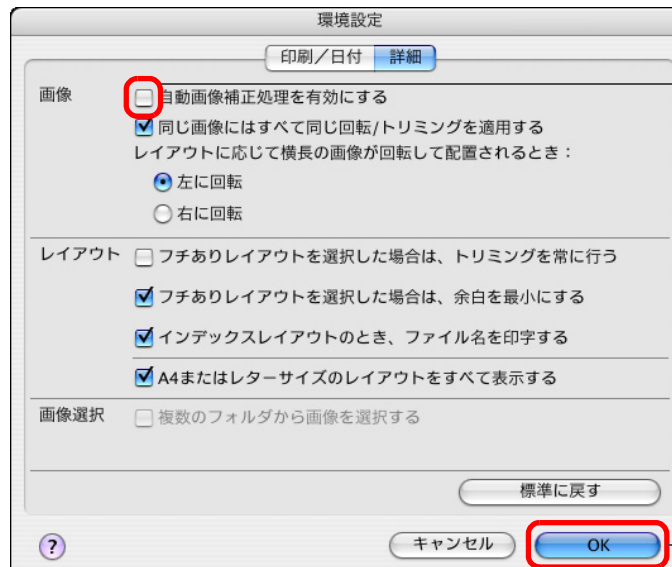 環境設定
印刷／日付 詳細
画像 自動画像補正処理を有効にする
同じ画像にはすべて同じ回転/トリミングを適用する
レイアウトに応じて横長の画像が回転して配置されるとき：
左に回転
右に回転
レイアウト フチありレイアウトを選択した場合は、トリミングを常に行う
フチありレイアウトを選択した場合は、余白を最小にする
インデックスレイアウトのとき、ファイル名を印字する
A4またはレターサイズのレイアウトをすべて表示する
画像選択 複数のフォルダから画像を選択する
標準に戻す
? キャンセル OK